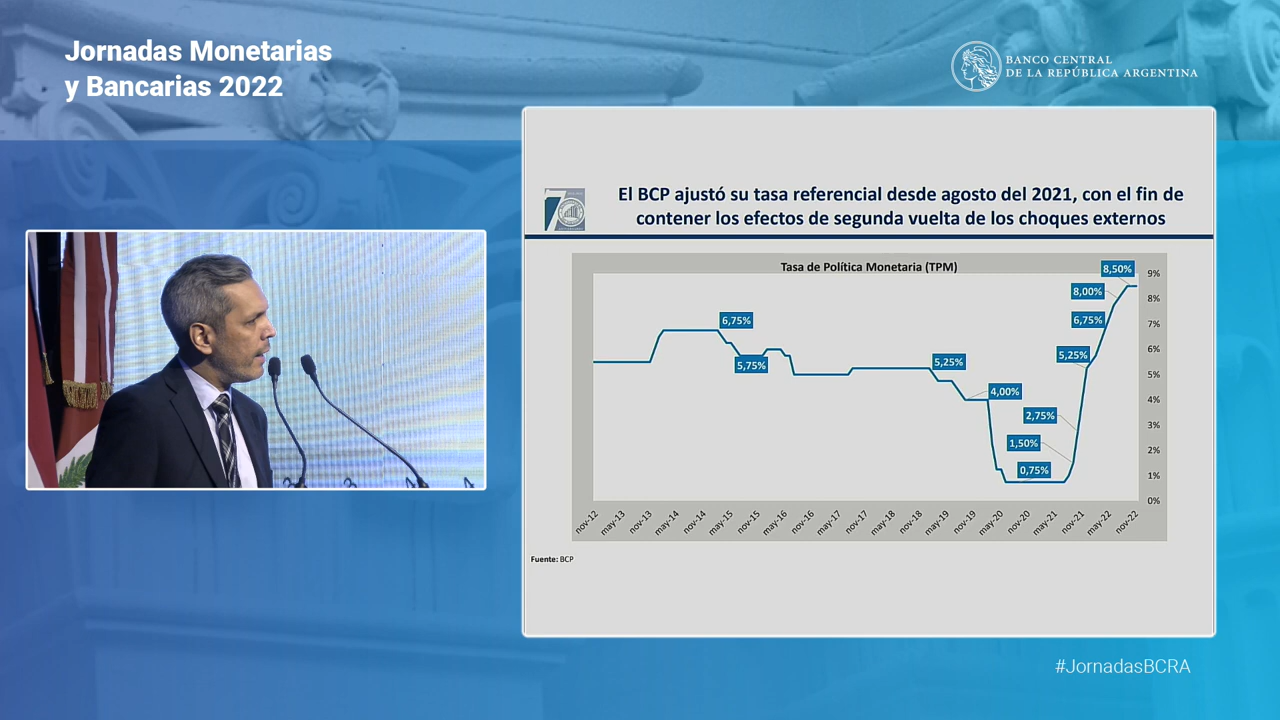 Jornadas Monetarias
y Bancarias 2022
BANCO CENTRAL
DE LA REPÚBLICA ARGENTINA
El BCP ajustó su tasa referencial desde agosto del 2021, con el fin de
contener los efectos de segunda vuelta de los choques externos
Tasa de Política Monetaria (TPM)
8,50%
9%
8,00%
8%
6,75%
6,75%
7%
5,75%
5,25%
5,25%
6%
5%
4,00%
4%
2,75%
3%
1,50%
2%
0,75%
1%
0%
nov-12
may-13
nov-13
may-14
nov-14
may-15
nov-15
may-16
nov-16
may-17
nov-17
may-18
nov-18
may-19
nov-19
may-20
nov-20
may-21
nov-21
may-22
nov-22
Fuente: BCP
#JornadasBCRA